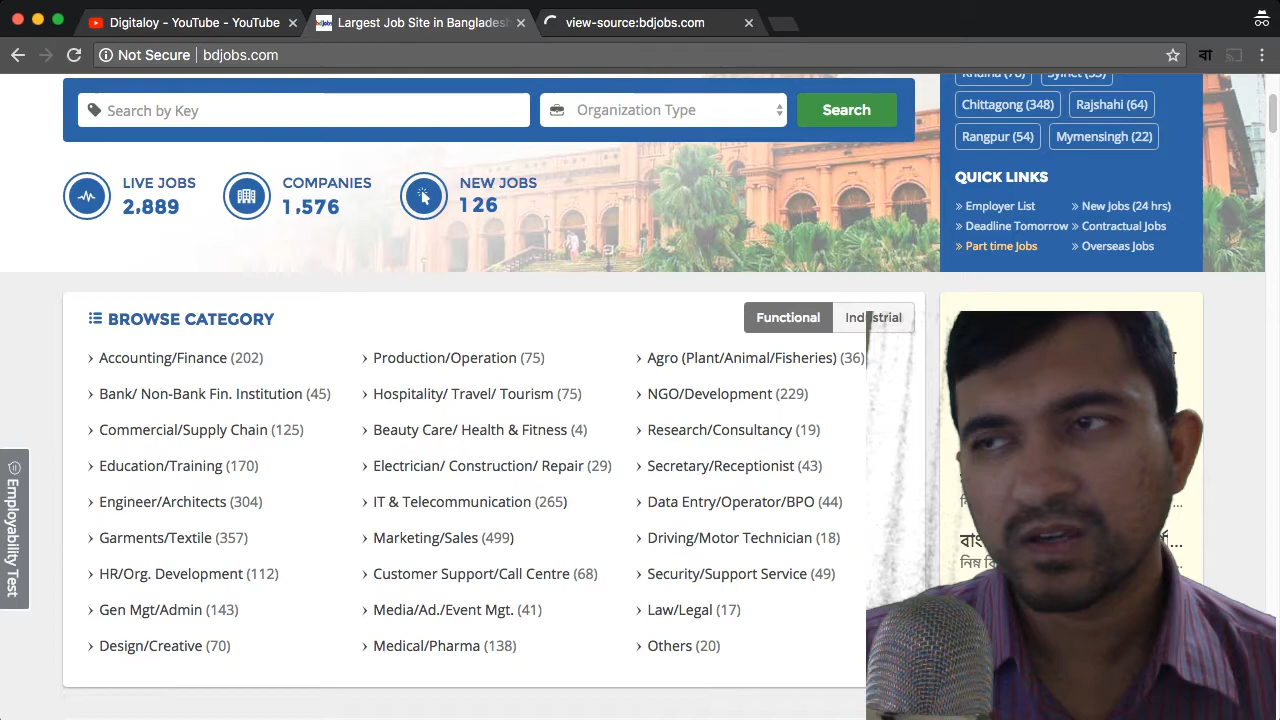 Digitaloy - YouTube - YouTube
Largest Job Site in Bangladesh
view-source:bdjobs.com
Not Secure bdjobs.com
বা
Search by Key
Organization Type
Search
Khulna (78) Sylhet (53)
Chittagong (348) Rajshahi (64)
Rangpur (54) Mymensingh (22)
LIVE JOBS
2,889
COMPANIES
1,576
NEW JOBS
126
QUICK LINKS
» Employer List » New Jobs (24 hrs)
» Deadline Tomorrow » Contractual Jobs
» Part time Jobs » Overseas Jobs
BROWSE CATEGORY
Functional Industrial
› Accounting/Finance (202) › Production/Operation (75) › Agro (Plant/Animal/Fisheries) (36)
› Bank/ Non-Bank Fin. Institution (45) › Hospitality/ Travel/ Tourism (75) › NGO/Development (229)
› Commercial/Supply Chain (125) › Beauty Care/ Health & Fitness (4) › Research/Consultancy (19)
› Education/Training (170) › Electrician/ Construction/ Repair (29) › Secretary/Receptionist (43)
› Engineer/Architects (304) › IT & Telecommunication (265) › Data Entry/Operator/BPO (44)
› Garments/Textile (357) › Marketing/Sales (499) › Driving/Motor Technician (18)
› HR/Org. Development (112) › Customer Support/Call Centre (68) › Security/Support Service (49)
› Gen Mgt/Admin (143) › Media/Ad./Event Mgt. (41) › Law/Legal (17)
› Design/Creative (70) › Medical/Pharma (138) › Others (20)
Employability Test